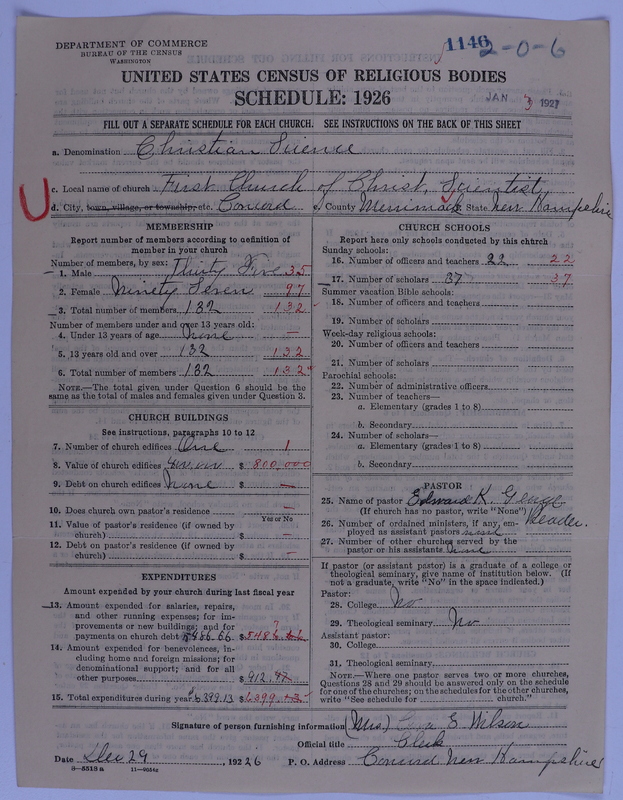 DEPARTMENT OF COMMERCE
BUREAU OF THE CENSUS
WASHINGTON
1146
2-0-6
UNITED STATES CENSUS OF RELIGIOUS BODIES
SCHEDULE: 1926
JAN 3 1927
FILL OUT A SEPARATE SCHEDULE FOR EACH CHURCH. SEE INSTRUCTIONS ON THE BACK OF THIS SHEET
a. Denomination Christian Science
c. Local name of church First Church of Christ, Scientist,
d. City, town, village, or township, etc. Concord County Merrimack State New Hampshire
MEMBERSHIP
Report number of members according to definition of
member in your church
Number of members, by sex:
1. Male Thirty Five 35
2. Female Ninety Seven 97
3. Total number of members 132 132
Number of members under and over 13 years old:
4. Under 13 years of age none —
5. 13 years old and over 132 132
6. Total number of members 132 132
NOTE.—The total given under Question 6 should be the
same as the total of males and females given under Question 3.
CHURCH BUILDINGS
See instructions, paragraphs 10 to 12
7. Number of church edifices One 1
8. Value of church edifices $ 800,000
9. Debt on church edifices None $ —
10. Does church own pastor's residence —
Yes or No
11. Value of pastor's residence (if owned by
church) $ —
12. Debt on pastor's residence (if owned by
church) $ —
EXPENDITURES
Amount expended by your church during last fiscal year
13. Amount expended for salaries, repairs,
and other running expenses; for im-
provements or new buildings; and for
payments on church debt $
14. Amount expended for benevolences, in-
cluding home and foreign missions; for
denominational support; and for all
other purposes $ 912.47
15. Total expenditures during year $6399.13 $
CHURCH SCHOOLS
Report here only schools conducted by this church
Sunday schools:
16. Number of officers and teachers 22 22
17. Number of scholars 37 37
Summer vacation Bible schools:
18. Number of officers and teachers
19. Number of scholars
Week-day religious schools:
20. Number of officers and teachers
21. Number of scholars
Parochial schools:
22. Number of administrative officers
23. Number of teachers—
a. Elementary (grades 1 to 8)
b. Secondary
24. Number of scholars—
a. Elementary (grades 1 to 8)
b. Secondary
PASTOR
25. Name of pastor Edward K.
(If church has no pastor, write "None") Reader.
26. Number of ordained ministers, if any, em-
ployed as assistant pastors none
27. Number of other churches served by the
pastor or his assistants none
If pastor (or assistant pastor) is a graduate of a college or
theological seminary, give name of institution below. (If
not a graduate, write "No" in the space indicated.)
Pastor:
28. College No
29. Theological seminary No
Assistant pastor:
30. College
31. Theological seminary
NOTE.—Where one pastor serves two or more churches,
Questions 28 and 29 should be answered only on the schedule
for one of the churches; on the schedules for the other churches,
write "See schedule for church."
Signature of person furnishing information (Mrs) E Wilson
Official title Clerk
Date Dec 29, 1926 P. O. Address Concord New Hampshire
8—5518 a 11—9054c